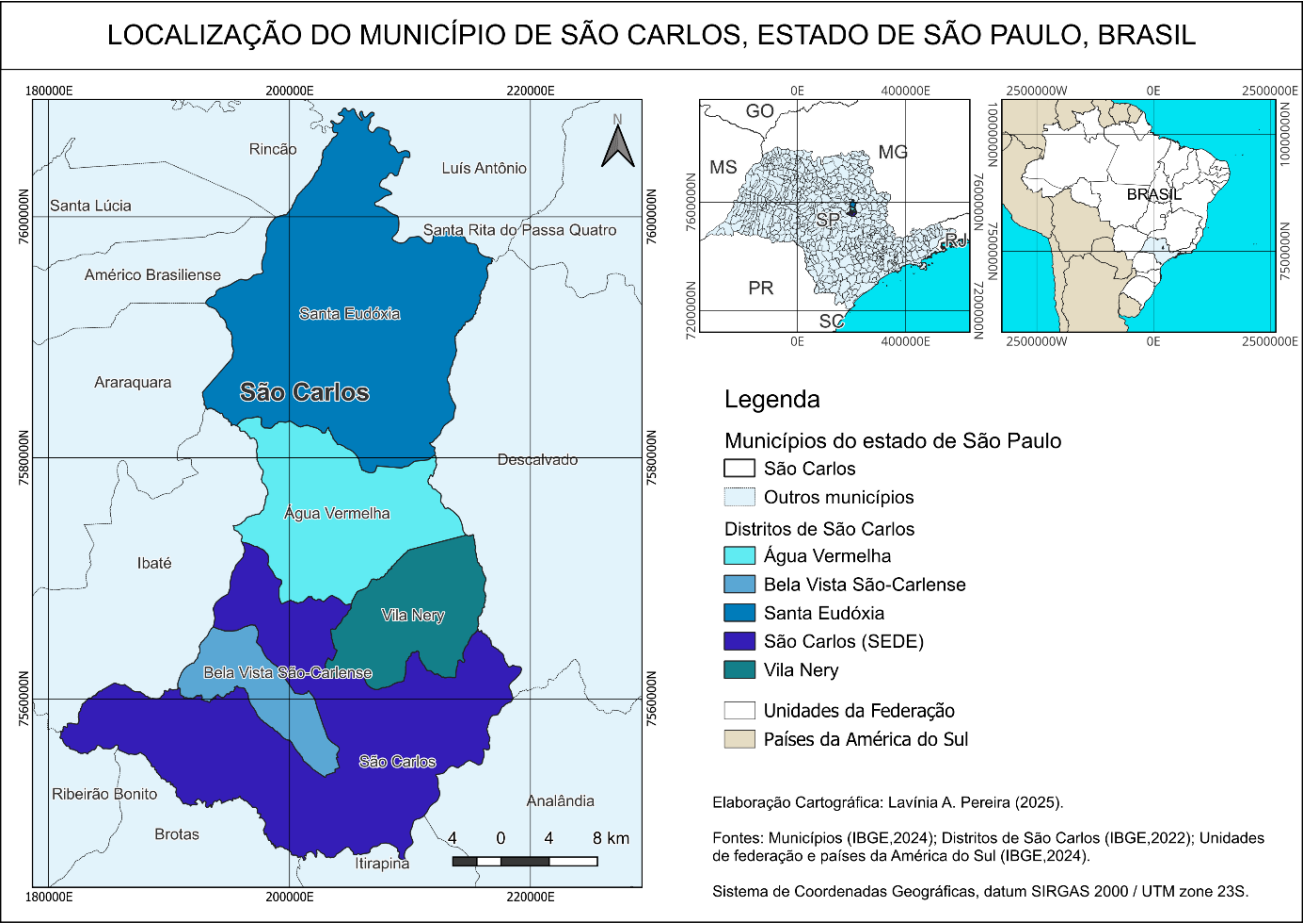 LOCALIZAÇÃO DO MUNICÍPIO DE SÃO CARLOS, ESTADO DE SÃO PAULO, BRASIL
180000E
200000E
220000E
N
Rincão
Luís Antônio
Santa Lúcia
7600000N
7600000N
Santa Rita do Passa Quatro
Américo Brasiliense
Santa Eudóxia
Araraquara
São Carlos
7580000N
7580000N
Descalvado
Água Vermelha
Ibaté
Vila Nery
Bela Vista São-Carlense
7560000N
7560000N
São Carlos
Ribeirão Bonito
Analândia
Brotas
Itirapina
4 0 4 8 km
180000E
200000E
220000E
0E
400000E
GO
MG
MS
7600000N
7600000N
SP
RJ
PR
7200000N
7200000N
SC
0E
400000E
2500000W
0E
2500000E
10000000N
10000000N
BRASIL
7500000N
7500000N
2500000W
0E
2500000E
Legenda
Municípios do estado de São Paulo
São Carlos
Outros municípios
Distritos de São Carlos
Água Vermelha
Bela Vista São-Carlense
Santa Eudóxia
São Carlos (SEDE)
Vila Nery
Unidades da Federação
Países da América do Sul
Elaboração Cartográfica: Lavínia A. Pereira (2025).
Fontes: Municípios (IBGE,2024); Distritos de São Carlos (IBGE,2022); Unidades
de federação e países da América do Sul (IBGE,2024).
Sistema de Coordenadas Geográficas, datum SIRGAS 2000 / UTM zone 23S.